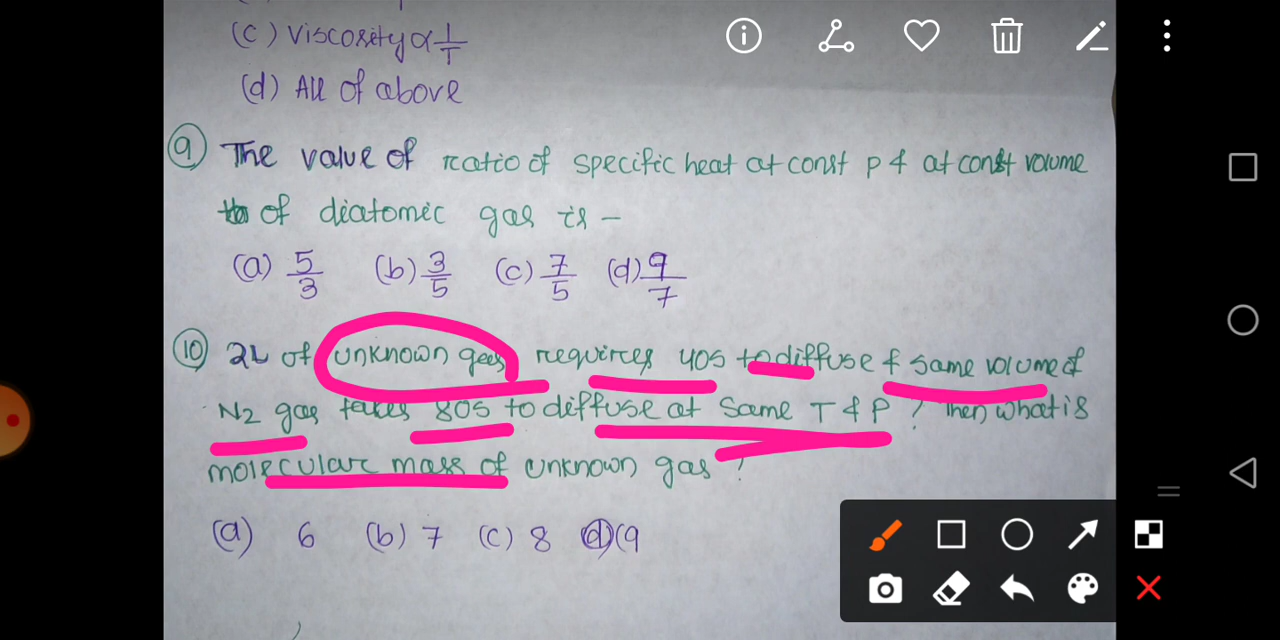 (c) Viscosity ∝ 1/T
(d) All of above
(9) The value of ratio of specific heat at const P & at const volume
of diatomic gas is –
(a) 5/3 (b) 3/5 (c) 7/5 (d) 9/7
(10) 2L of unknown gas requires 40s to diffuse & same volume of
N2 gas takes 80s to diffuse at same T & P ? Then what is
molecular mass of unknown gas ?
(a) 6 (b) 7 (c) 8 (d) 9